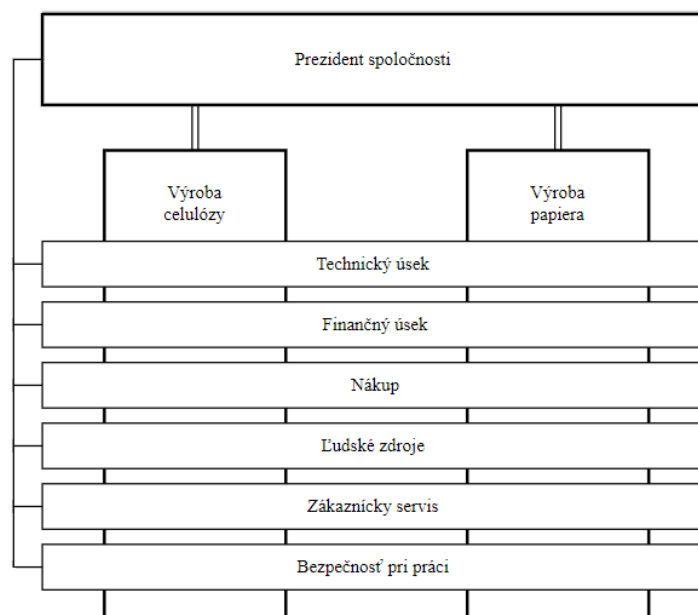 Prezident spoločnosti
Výroba
celulózy
Výroba
papiera
Technický úsek
Finančný úsek
Nákup
Ľudské zdroje
Zákaznícky servis
Bezpečnosť pri práci